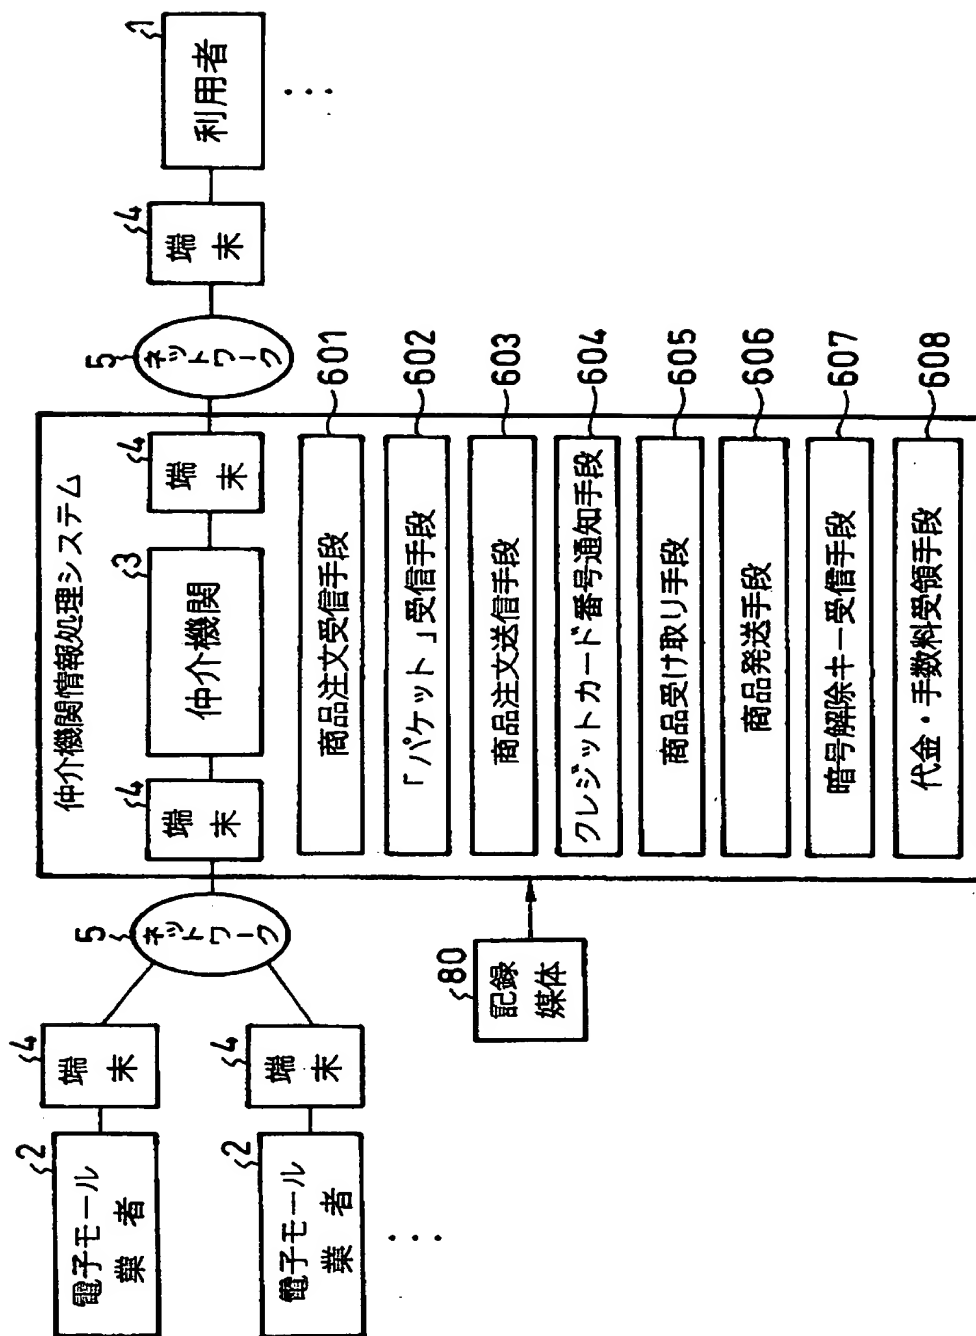 仲介機関情報処理システム
電子モール
業者
2
端末
4
電子モール
業者
2
端末
4
ネットワーク
5
端末
4
仲介機関
3
端末
4
ネットワーク
5
端末
4
利用者
1
商品注文受信手段
601
「パケット」受信手段
602
商品注文送信手段
603
クレジットカード番号通知手段
604
商品受け取り手段
605
商品発送手段
606
暗号解除キー受信手段
607
代金・手数料受領手段
608
記録
媒体
80